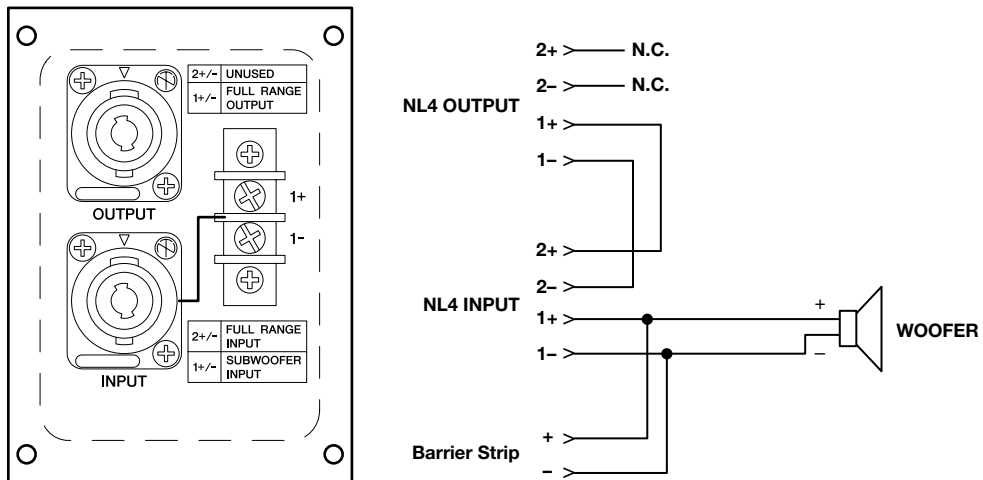 2+/- UNUSED
1+/- FULL RANGE
OUTPUT
1+
1-
OUTPUT
2+/- FULL RANGE
INPUT
1+/- SUBWOOFER
INPUT
INPUT
2+ N.C.
2– N.C.
NL4 OUTPUT
1+
1–
2+
2–
NL4 INPUT
1+
1–
+
–
WOOFER
Barrier Strip
+
–